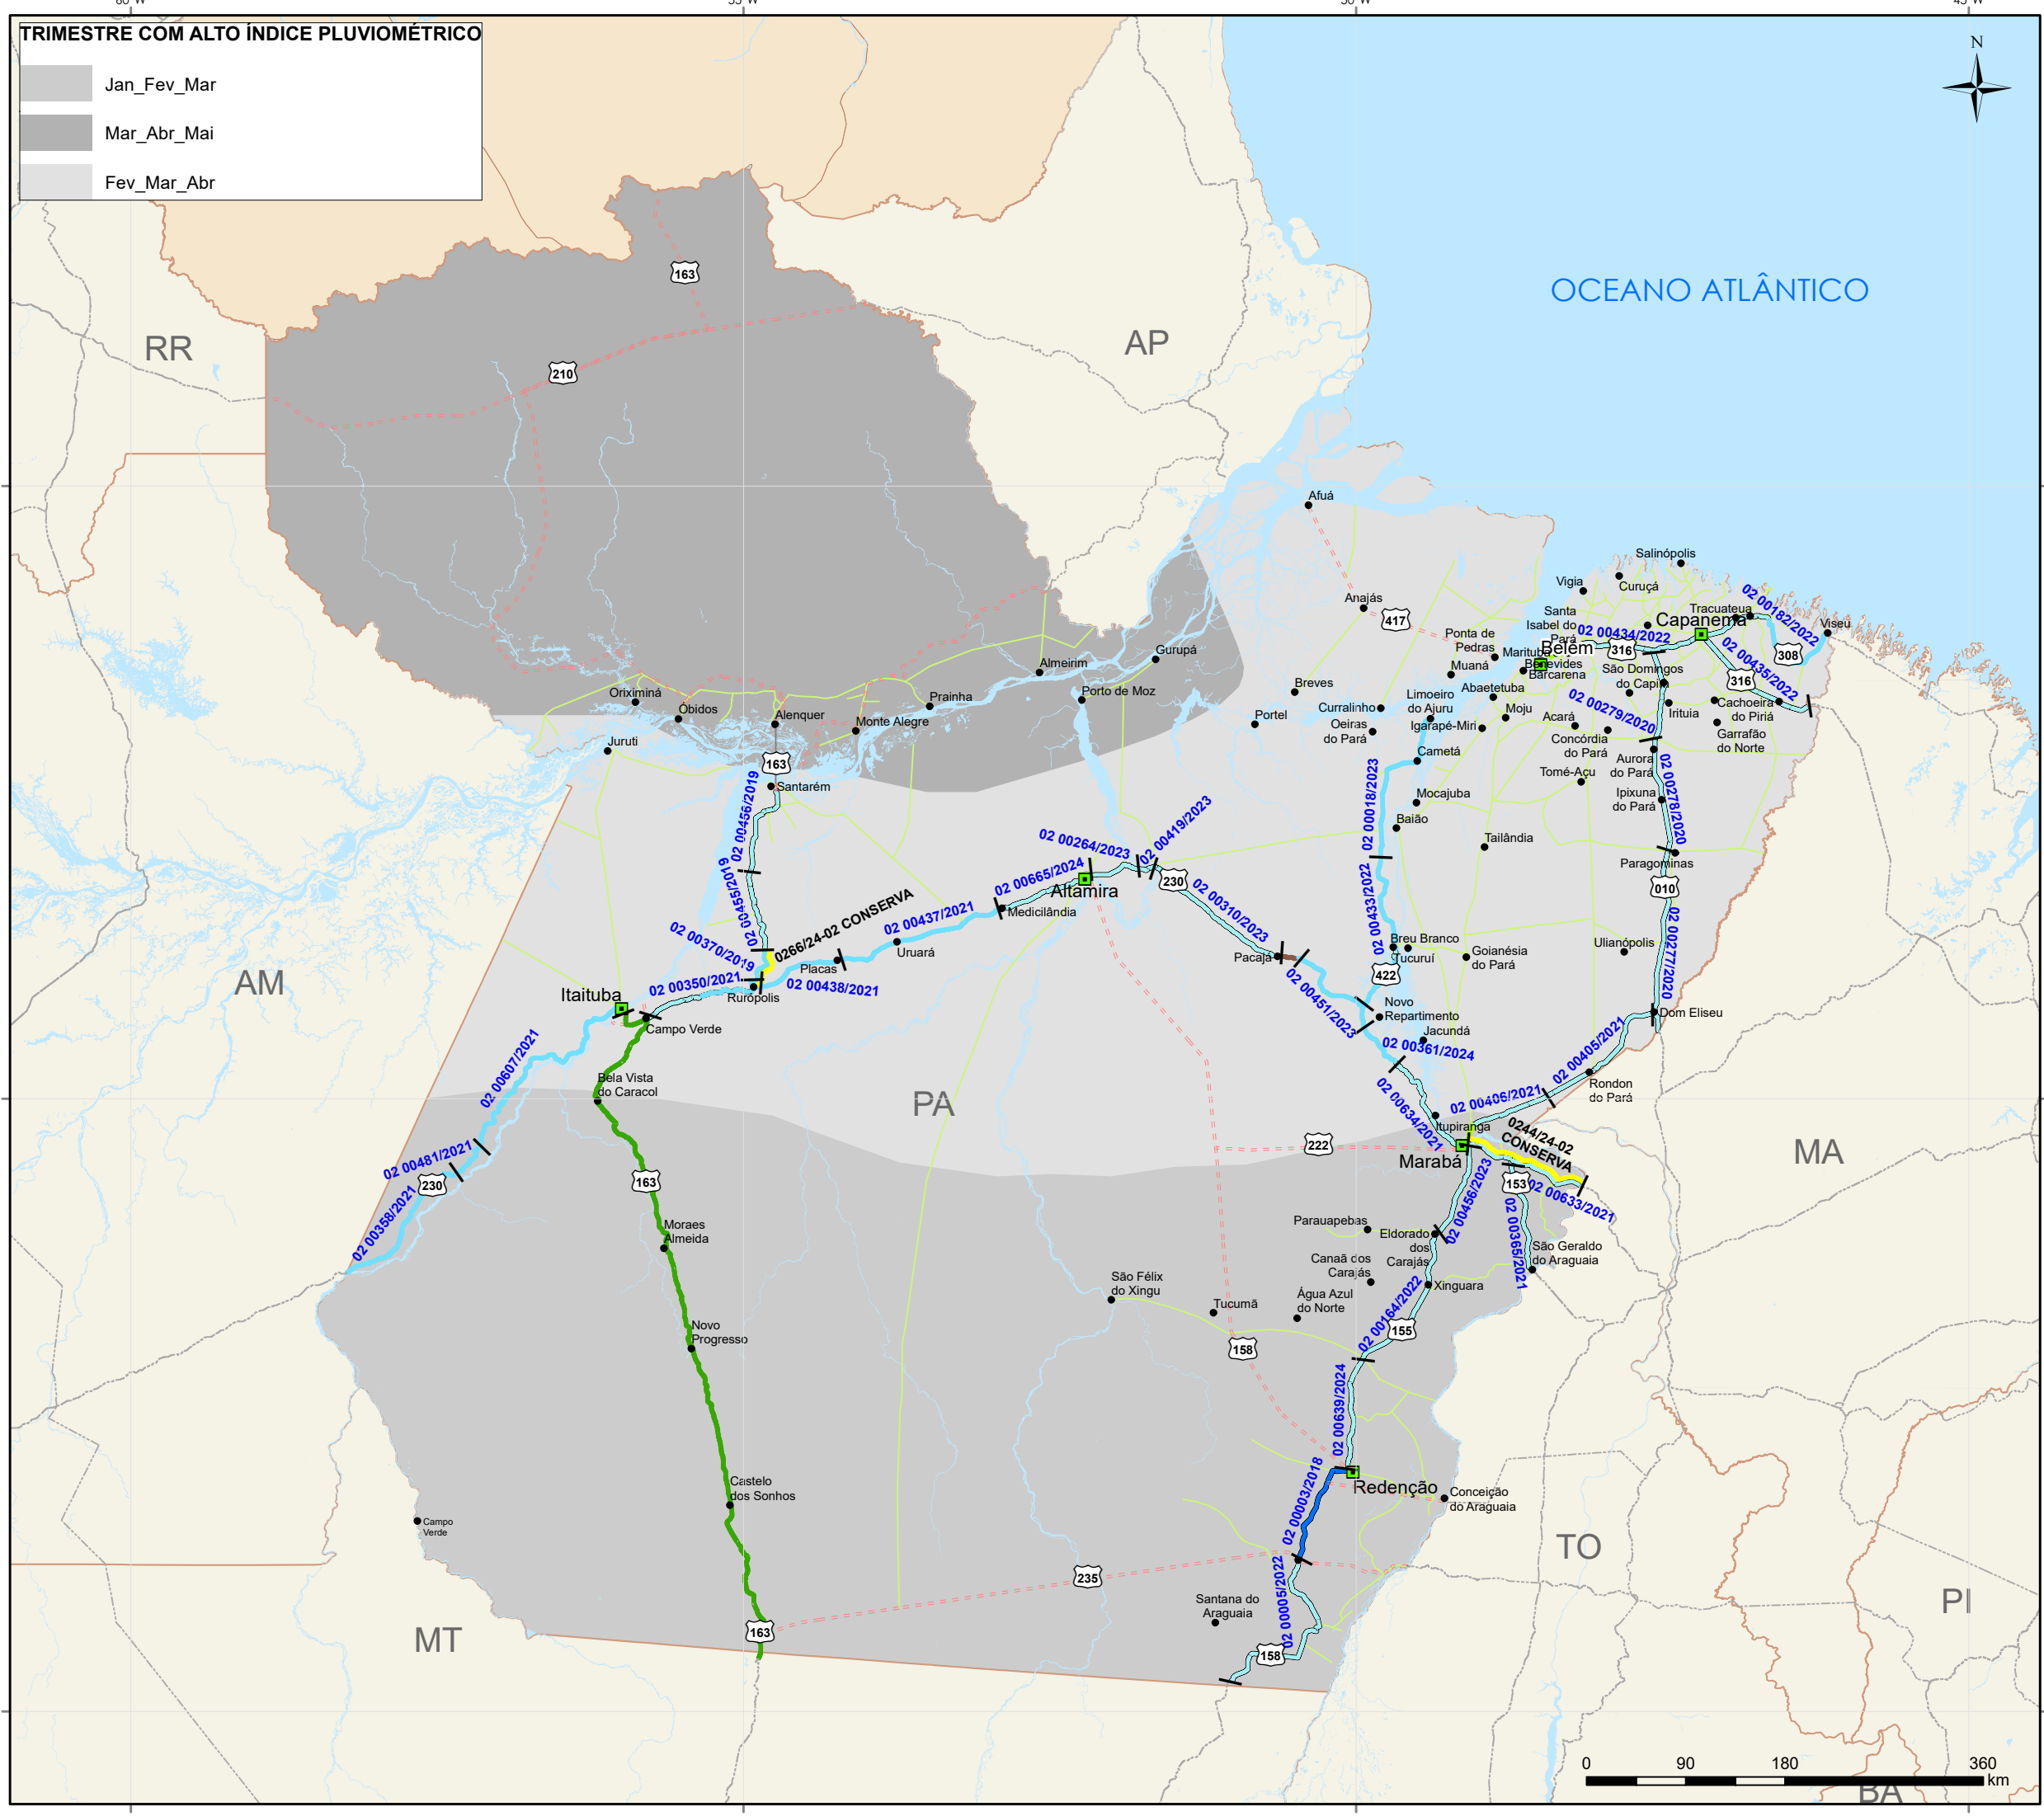 TRIMESTRE COM ALTO ÍNDICE PLUVIOMÉTRICO
Jan_Fev_Mar
Mar_Abr_Mai
Fev_Mar_Abr
N
OCEANO ATLÂNTICO
RR
AP
AM
PA
MA
TO
PI
MT
BA
163
210
Afuá
Anajás
417
Salinópolis
Curuçá
Vigia
Santa
Isabel do
Pará
Tracuateua
02 00182/2022
Viseu
Capanema
02 00434/2022
316
308
Belém
Marituba
Benevides
Barcarena
Ponta de
Pedras
Muaná
São Domingos
do Capim
02 00435/2022
316
Gurupá
Almeirim
Porto de Moz
Prainha
Oriximiná
Óbidos
Alenquer
Monte Alegre
Juruti
163
Santarém
Breves
Portel
Curralinho
Oeiras
do Pará
Limoeiro
do Ajuru
Abaetetuba
Igarapé-Miri
Moju
Acará
Concórdia
do Pará
02 00279/2020
Irituia
Cachoeira
do Piriá
Garrafão
do Norte
Cametá
Mocajuba
Baião
Tomé-Açu
Aurora
do Pará
Ipixuna
do Pará
02 00278/2020
Tailândia
Paragominas
010
02 00277/2020
Ulianópolis
Dom Eliseu
02 00018/2023
02 00433/2022
Breu Branco
Tucuruí
Goianésia
do Pará
422
Novo
Repartimento
Jacundá
02 00361/2024
02 00456/2019
02 00455/2019
02 00370/2019
0266/24-02 CONSERVA
02 00437/2021
Uruará
Placas
02 00438/2021
Rurópolis
02 00350/2021
Itaituba
Campo Verde
02 00665/2024
Medicilândia
Altamira
02 00264/2023
02 00419/2023
230
02 00310/2023
Pacajá
02 00451/2023
02 00634/2021
Itupiranga
02 00406/2021
02 00405/2021
Rondon
do Pará
0244/24-02
CONSERVA
02 00633/2021
Marabá
222
153
02 00365/2021
São Geraldo
do Araguaia
02 00456/2023
Parauapebas
Eldorado
dos
Carajás
Canaã dos
Carajás
Xinguara
Água Azul
do Norte
02 00164/2022
155
Tucumã
São Félix
do Xingu
158
02 00639/2024
Redenção
Conceição
do Araguaia
02 00003/2018
02 00005/2022
Santana do
Araguaia
158
235
02 00607/2021
02 00481/2021
230
02 00358/2021
Bela Vista
do Caracol
163
Moraes
Almeida
Novo
Progresso
Castelo
dos Sonhos
163
Campo
Verde
0 90 180 360
km